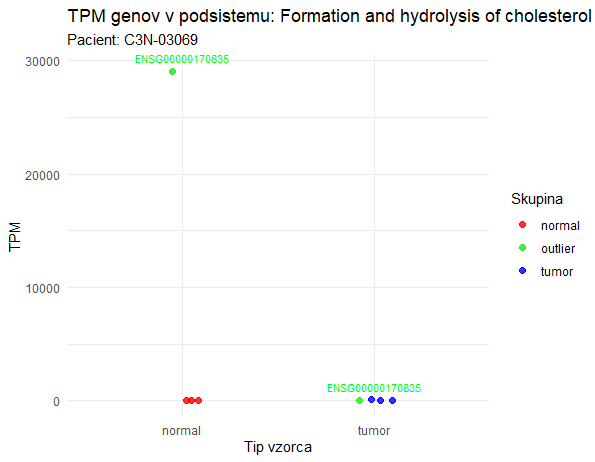 TPM genov v podsistemu: Formation and hydrolysis of cholesterol
Pacient: C3N-03069
30000
20000
10000
0
TPM
ENSG00000170835
ENSG00000170835
normal
tumor
Tip vzorca
Skupina
normal
outlier
tumor